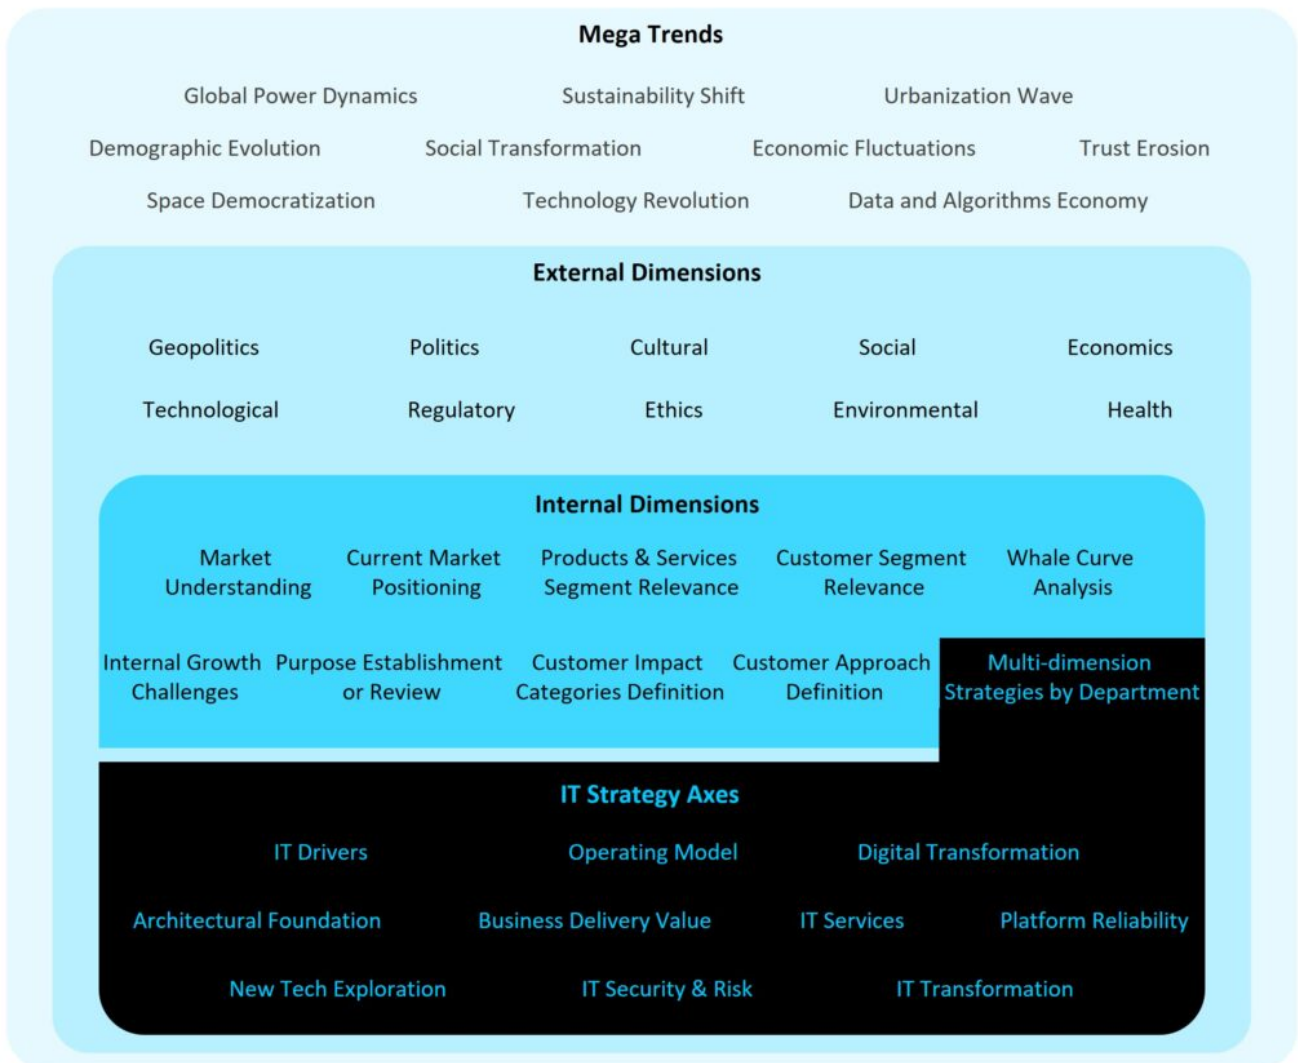 Mega Trends
Global Power Dynamics Sustainability Shift Urbanization Wave
Demographic Evolution Social Transformation Economic Fluctuations Trust Erosion
Space Democratization Technology Revolution Data and Algorithms Economy
External Dimensions
Geopolitics Politics Cultural Social Economics
Technological Regulatory Ethics Environmental Health
Internal Dimensions
Market
Understanding
Current Market
Positioning
Products & Services
Segment Relevance
Customer Segment
Relevance
Whale Curve
Analysis
Internal Growth
Challenges
Purpose Establishment
or Review
Customer Impact
Categories Definition
Customer Approach
Definition
Multi-dimension
Strategies by Department
IT Strategy Axes
IT Drivers Operating Model Digital Transformation
Architectural Foundation Business Delivery Value IT Services Platform Reliability
New Tech Exploration IT Security & Risk IT Transformation